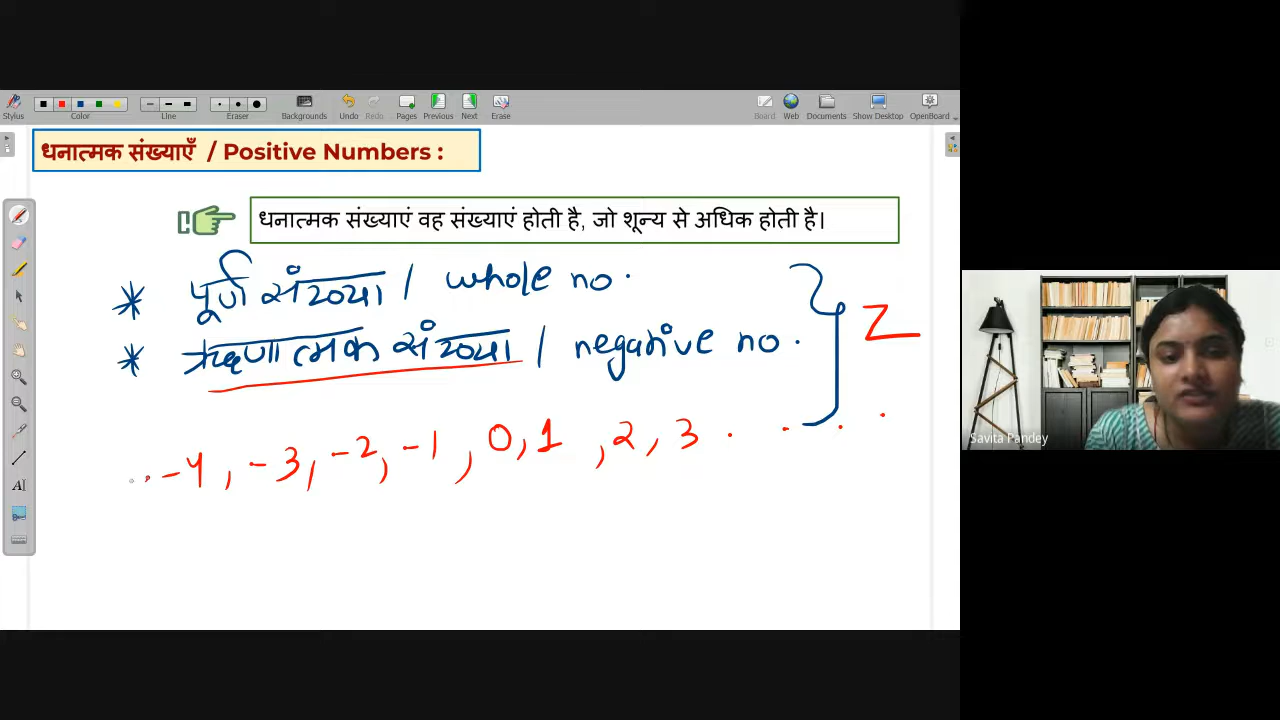 Stylus Color Line Eraser Backgrounds Undo Redo Pages Previous Next Erase Board Web Documents Show Desktop OpenBoard
धनात्मक संख्याएँ / Positive Numbers :
धनात्मक संख्याएं वह संख्याएं होती है, जो शून्य से अधिक होती है।
* पूर्ण संख्या / whole no.
* ऋणात्मक संख्या / negative no.
Z
.. -4, -3, -2, -1, 0, 1, 2, 3 . . . .
Savita Pandey